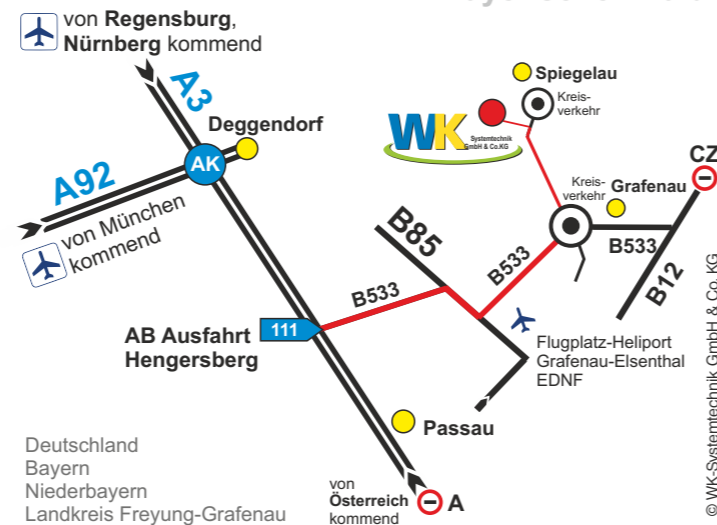 von Regensburg,
Nürnberg kommend
A3
Deggendorf
AK
A92
von München
kommend
Spiegelau
Kreis-
verkehr
WK
Systemtechnik
GmbH & Co.KG
CZ
Kreis-
verkehr
Grafenau
B533
B12
B85
B533
B533
AB Ausfahrt
Hengersberg
111
Flugplatz-Heliport
Grafenau-Elsenthal
EDNF
Passau
Deutschland
Bayern
Niederbayern
Landkreis Freyung-Grafenau
von
Österreich
kommend
A
© WK-Systemtechnik GmbH & Co. KG